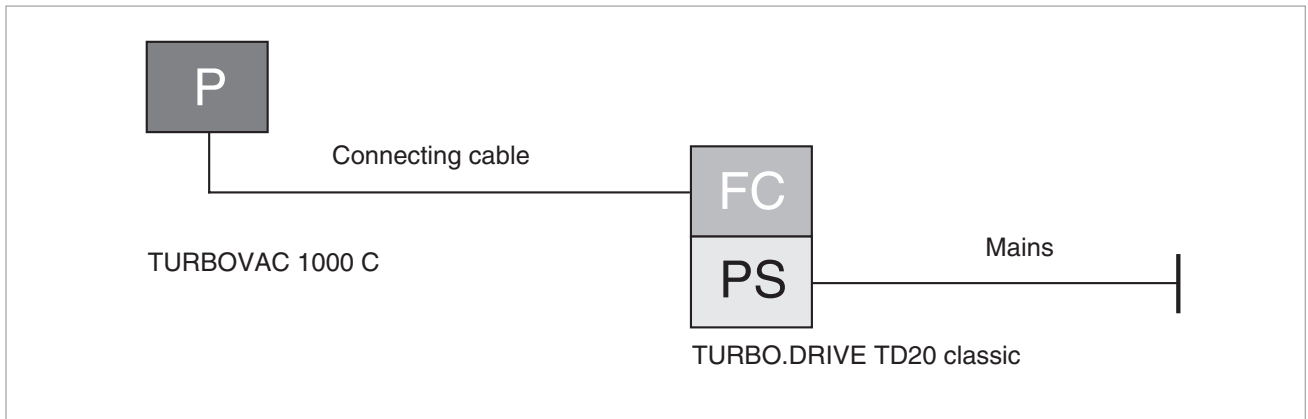 P
Connecting cable
FC
TURBOVAC 1000 C
Mains
PS
TURBO.DRIVE TD20 classic